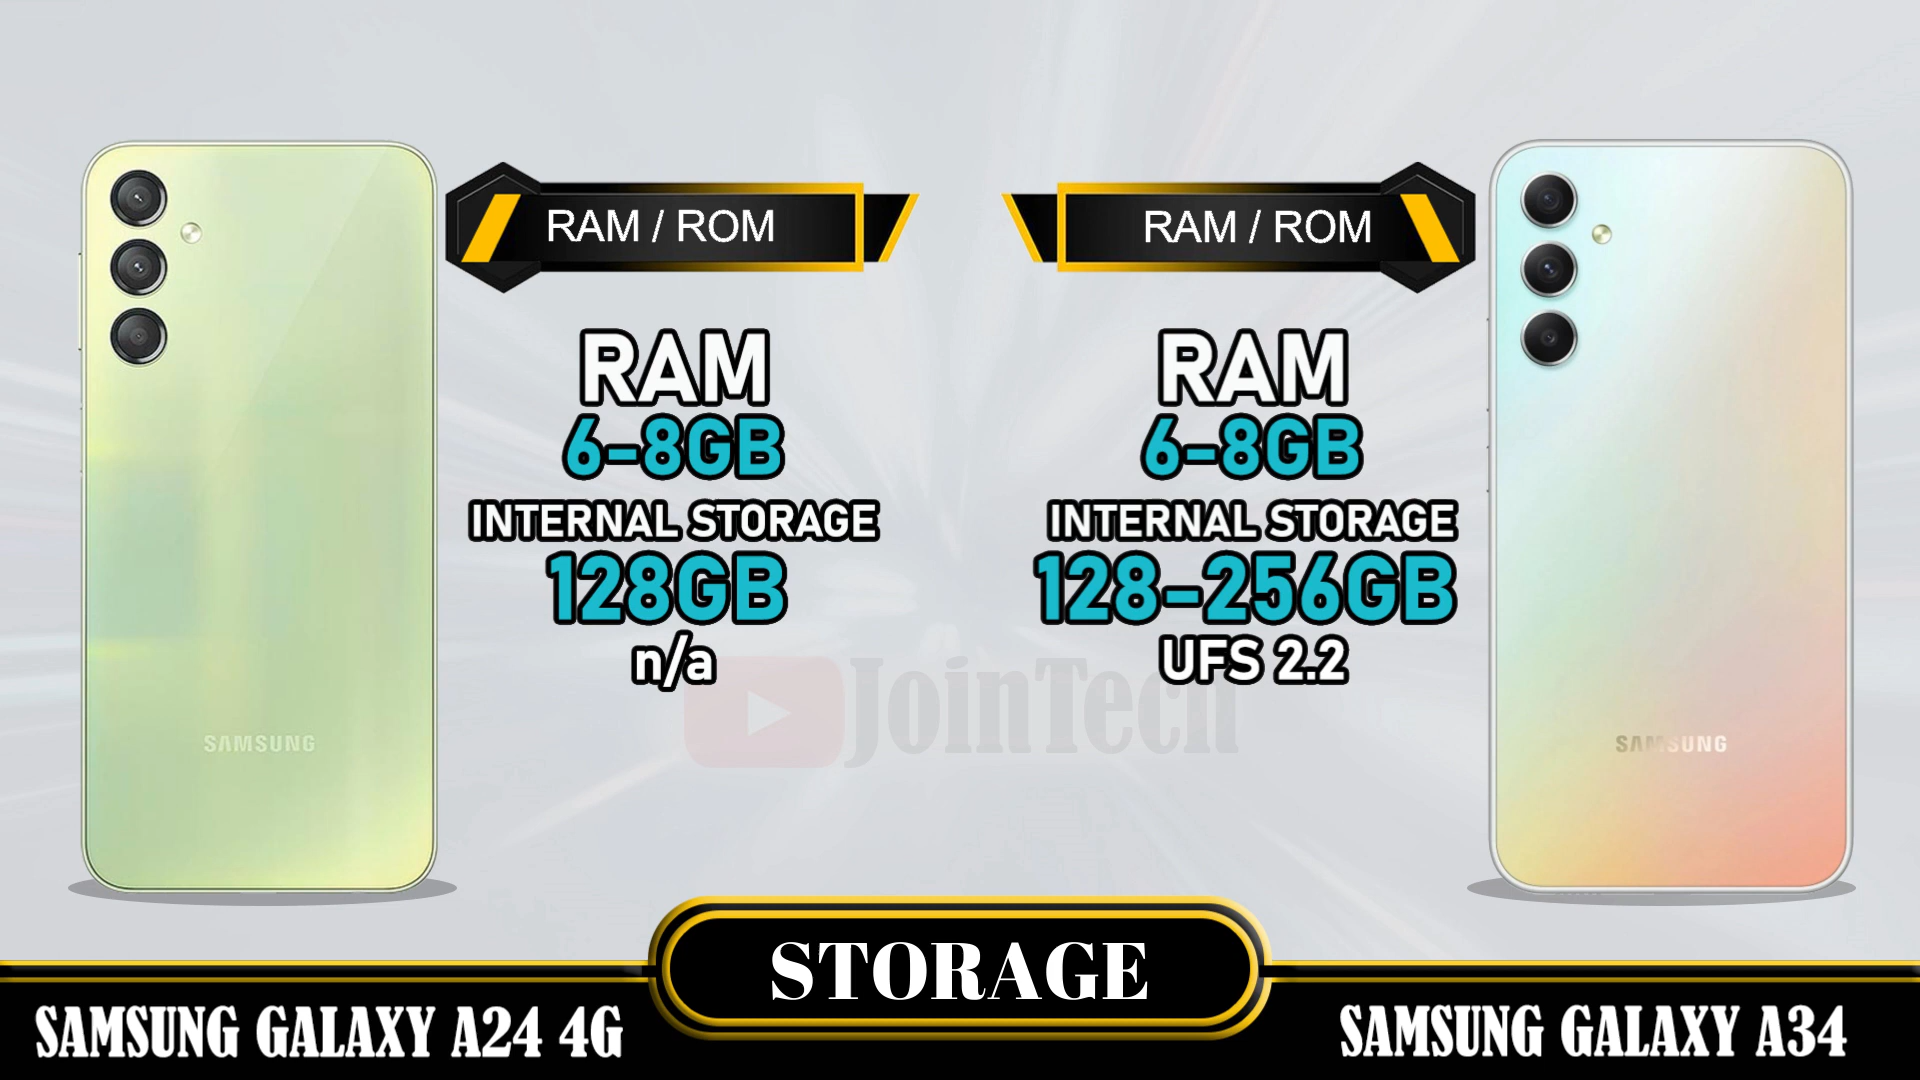 RAM / ROM
RAM
6-8GB
INTERNAL STORAGE
128GB
n/a
RAM / ROM
RAM
6-8GB
INTERNAL STORAGE
128-256GB
UFS 2.2
JoinTech
SAMSUNG
SAMSUNG
STORAGE
SAMSUNG GALAXY A24 4G
SAMSUNG GALAXY A34